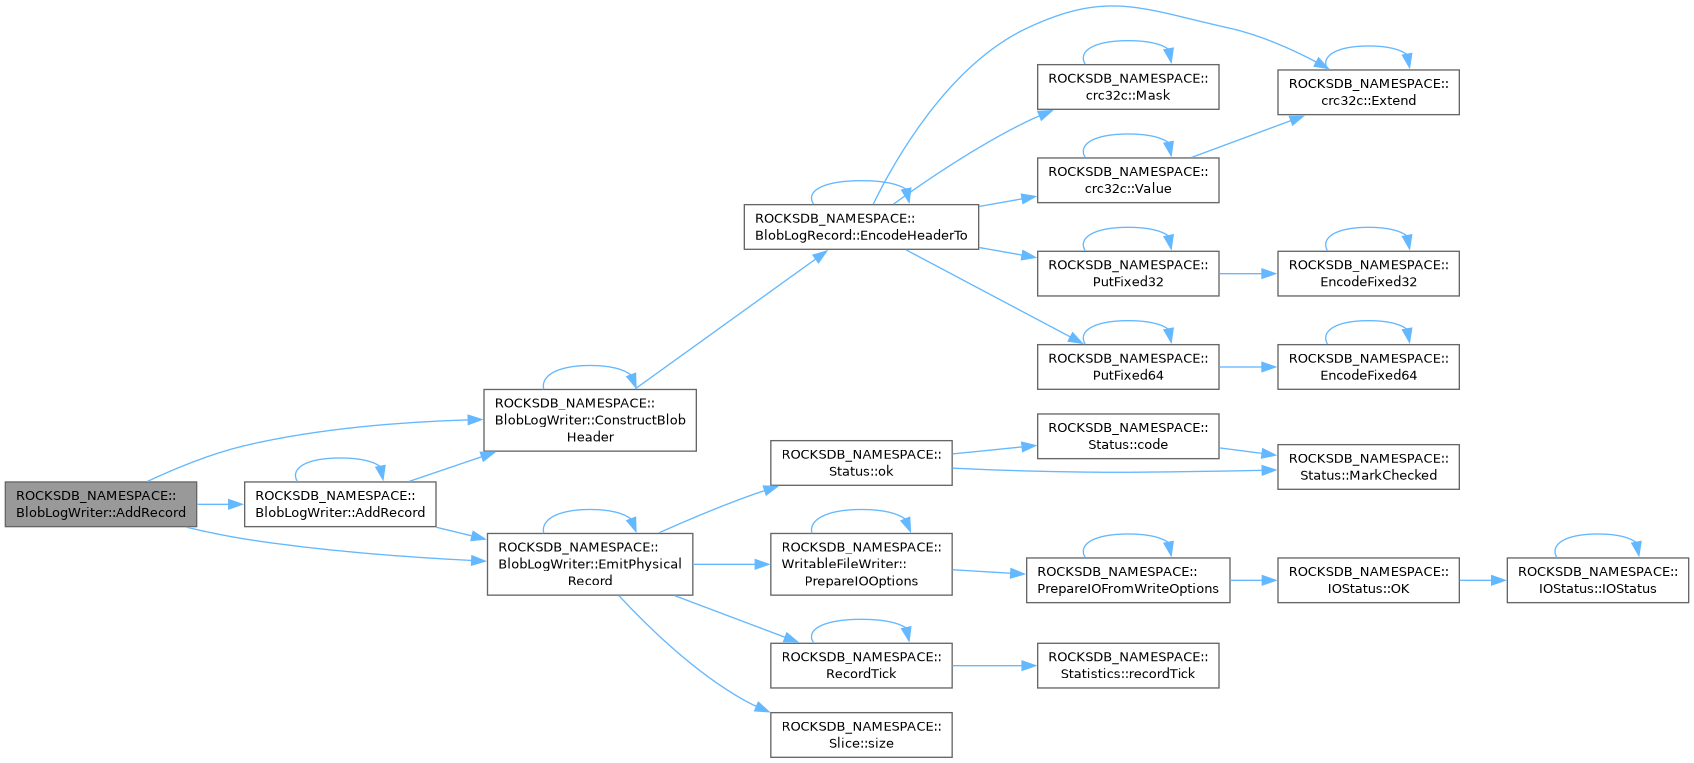 ROCKSDB_NAMESPACE::
BlobLogWriter::AddRecord
ROCKSDB_NAMESPACE::
BlobLogWriter::AddRecord
ROCKSDB_NAMESPACE::
BlobLogWriter::ConstructBlob
Header
ROCKSDB_NAMESPACE::
BlobLogRecord::EncodeHeaderTo
ROCKSDB_NAMESPACE::
crc32c::Mask
ROCKSDB_NAMESPACE::
crc32c::Extend
ROCKSDB_NAMESPACE::
crc32c::Value
ROCKSDB_NAMESPACE::
PutFixed32
ROCKSDB_NAMESPACE::
EncodeFixed32
ROCKSDB_NAMESPACE::
PutFixed64
ROCKSDB_NAMESPACE::
EncodeFixed64
ROCKSDB_NAMESPACE::
BlobLogWriter::EmitPhysical
Record
ROCKSDB_NAMESPACE::
Status::ok
ROCKSDB_NAMESPACE::
Status::code
ROCKSDB_NAMESPACE::
Status::MarkChecked
ROCKSDB_NAMESPACE::
WritableFileWriter::
PrepareIOOptions
ROCKSDB_NAMESPACE::
PrepareIOFromWriteOptions
ROCKSDB_NAMESPACE::
IOStatus::OK
ROCKSDB_NAMESPACE::
IOStatus::IOStatus
ROCKSDB_NAMESPACE::
RecordTick
ROCKSDB_NAMESPACE::
Statistics::recordTick
ROCKSDB_NAMESPACE::
Slice::size